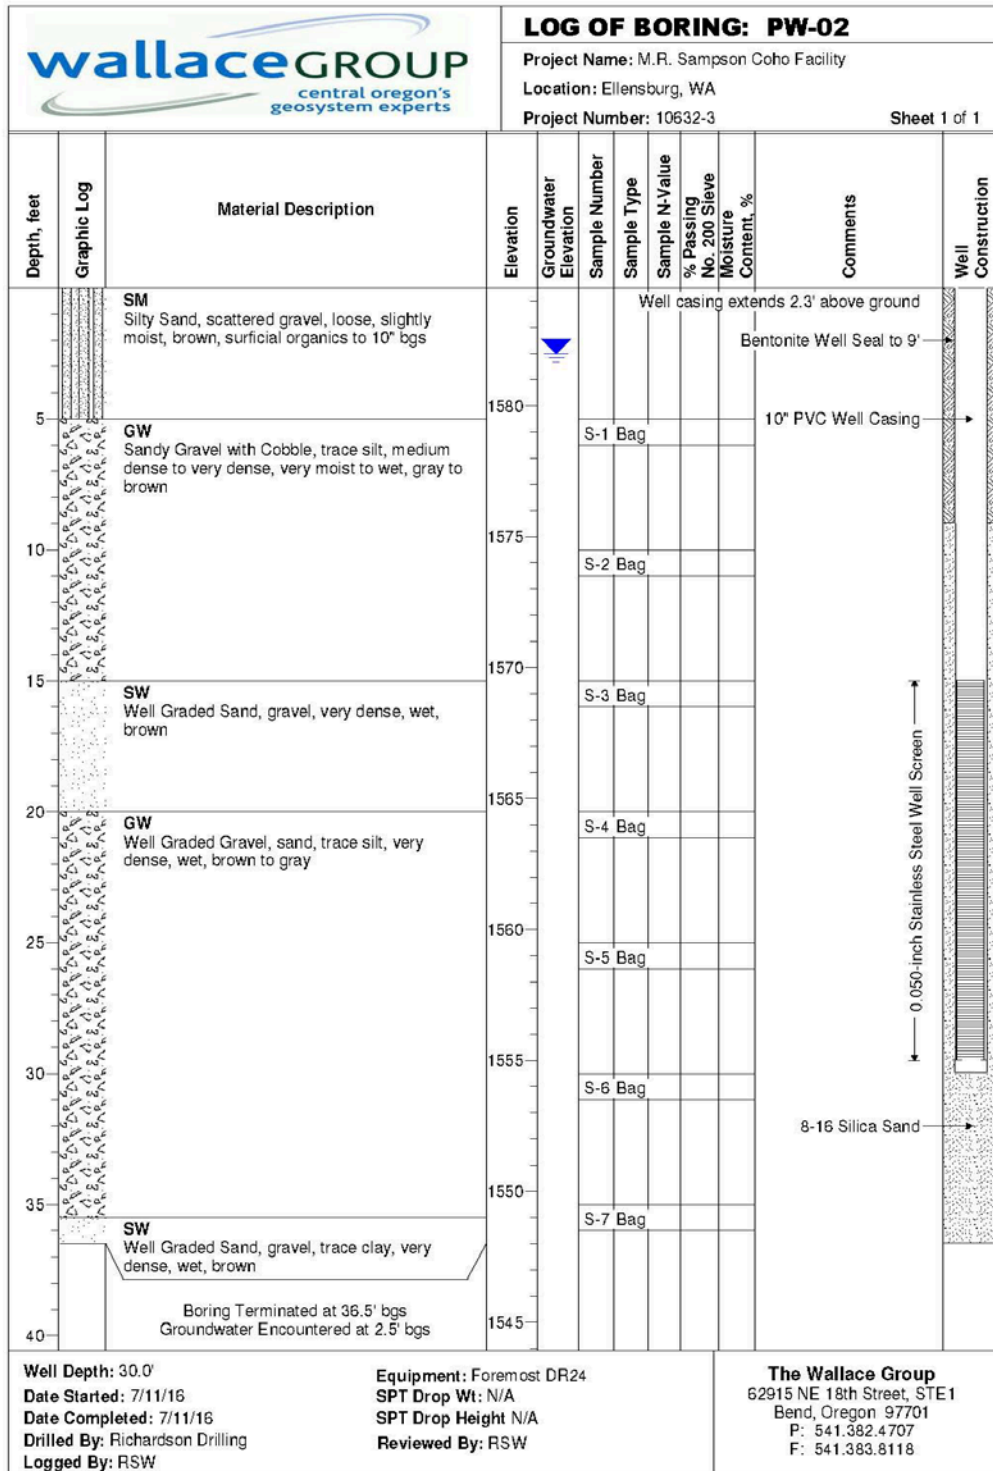 wallace GROUP
central oregon's
geosystem experts
LOG OF BORING: PW-02
Project Name: M.R. Sampson Coho Facility
Location: Ellensburg, WA
Project Number: 10632-3 Sheet 1 of 1
Depth, feet
Graphic Log
Material Description
Elevation
Groundwater
Elevation
Sample Number
Sample Type
Sample N-Value
% Passing
No. 200 Sieve
Moisture
Content, %
Comments
Well
Construction
SM
Silty Sand, scattered gravel, loose, slightly
moist, brown, surficial organics to 10" bgs
Well casing extends 2.3' above ground
Bentonite Well Seal to 9'
1580
5
GW
Sandy Gravel with Cobble, trace silt, medium
dense to very dense, very moist to wet, gray to
brown
S-1 Bag
10" PVC Well Casing
1575
10
S-2 Bag
1570
15
SW
Well Graded Sand, gravel, very dense, wet,
brown
S-3 Bag
0.050-inch Stainless Steel Well Screen
1565
20
GW
Well Graded Gravel, sand, trace silt, very
dense, wet, brown to gray
S-4 Bag
1560
25
S-5 Bag
1555
30
S-6 Bag
8-16 Silica Sand
1550
35
SW
Well Graded Sand, gravel, trace clay, very
dense, wet, brown
S-7 Bag
Boring Terminated at 36.5' bgs
Groundwater Encountered at 2.5' bgs
1545
40
Well Depth: 30.0'
Date Started: 7/11/16
Date Completed: 7/11/16
Drilled By: Richardson Drilling
Logged By: RSW
Equipment: Foremost DR24
SPT Drop Wt: N/A
SPT Drop Height N/A
Reviewed By: RSW
The Wallace Group
62915 NE 18th Street, STE1
Bend, Oregon 97701
P: 541.382.4707
F: 541.383.8118